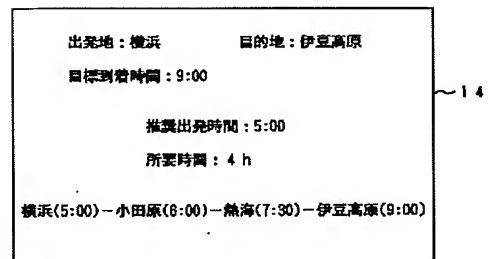 出発地：横浜　目的地：伊豆高原
目標到着時間：9:00
～14
推奨出発時間：5:00
所要時間：4 h
横浜(5:00)－小田原(6:00)－熱海(7:30)－伊豆高原(9:00)